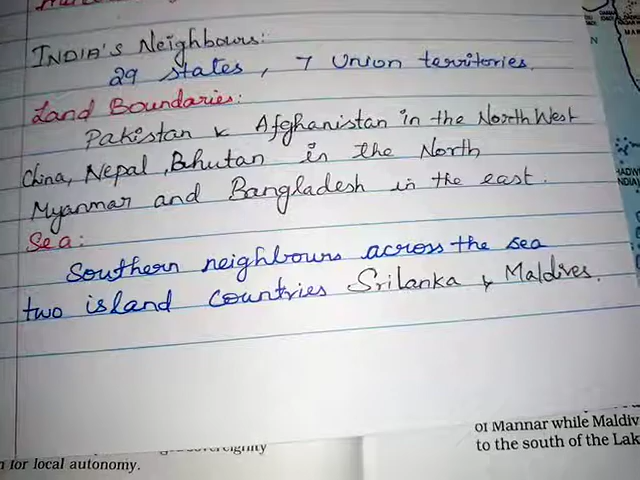 INDIA'S Neighbours:
29 states, 7 Union territories.
Land Boundaries:
Pakistan & Afghanistan in the North West
China, Nepal, Bhutan in the North
Myanmar and Bangladesh in the east.
Sea:
Southern neighbours across the sea
two island countries Srilanka & Maldives.
of Mannar while Maldiv
to the south of the Lak
for local autonomy.